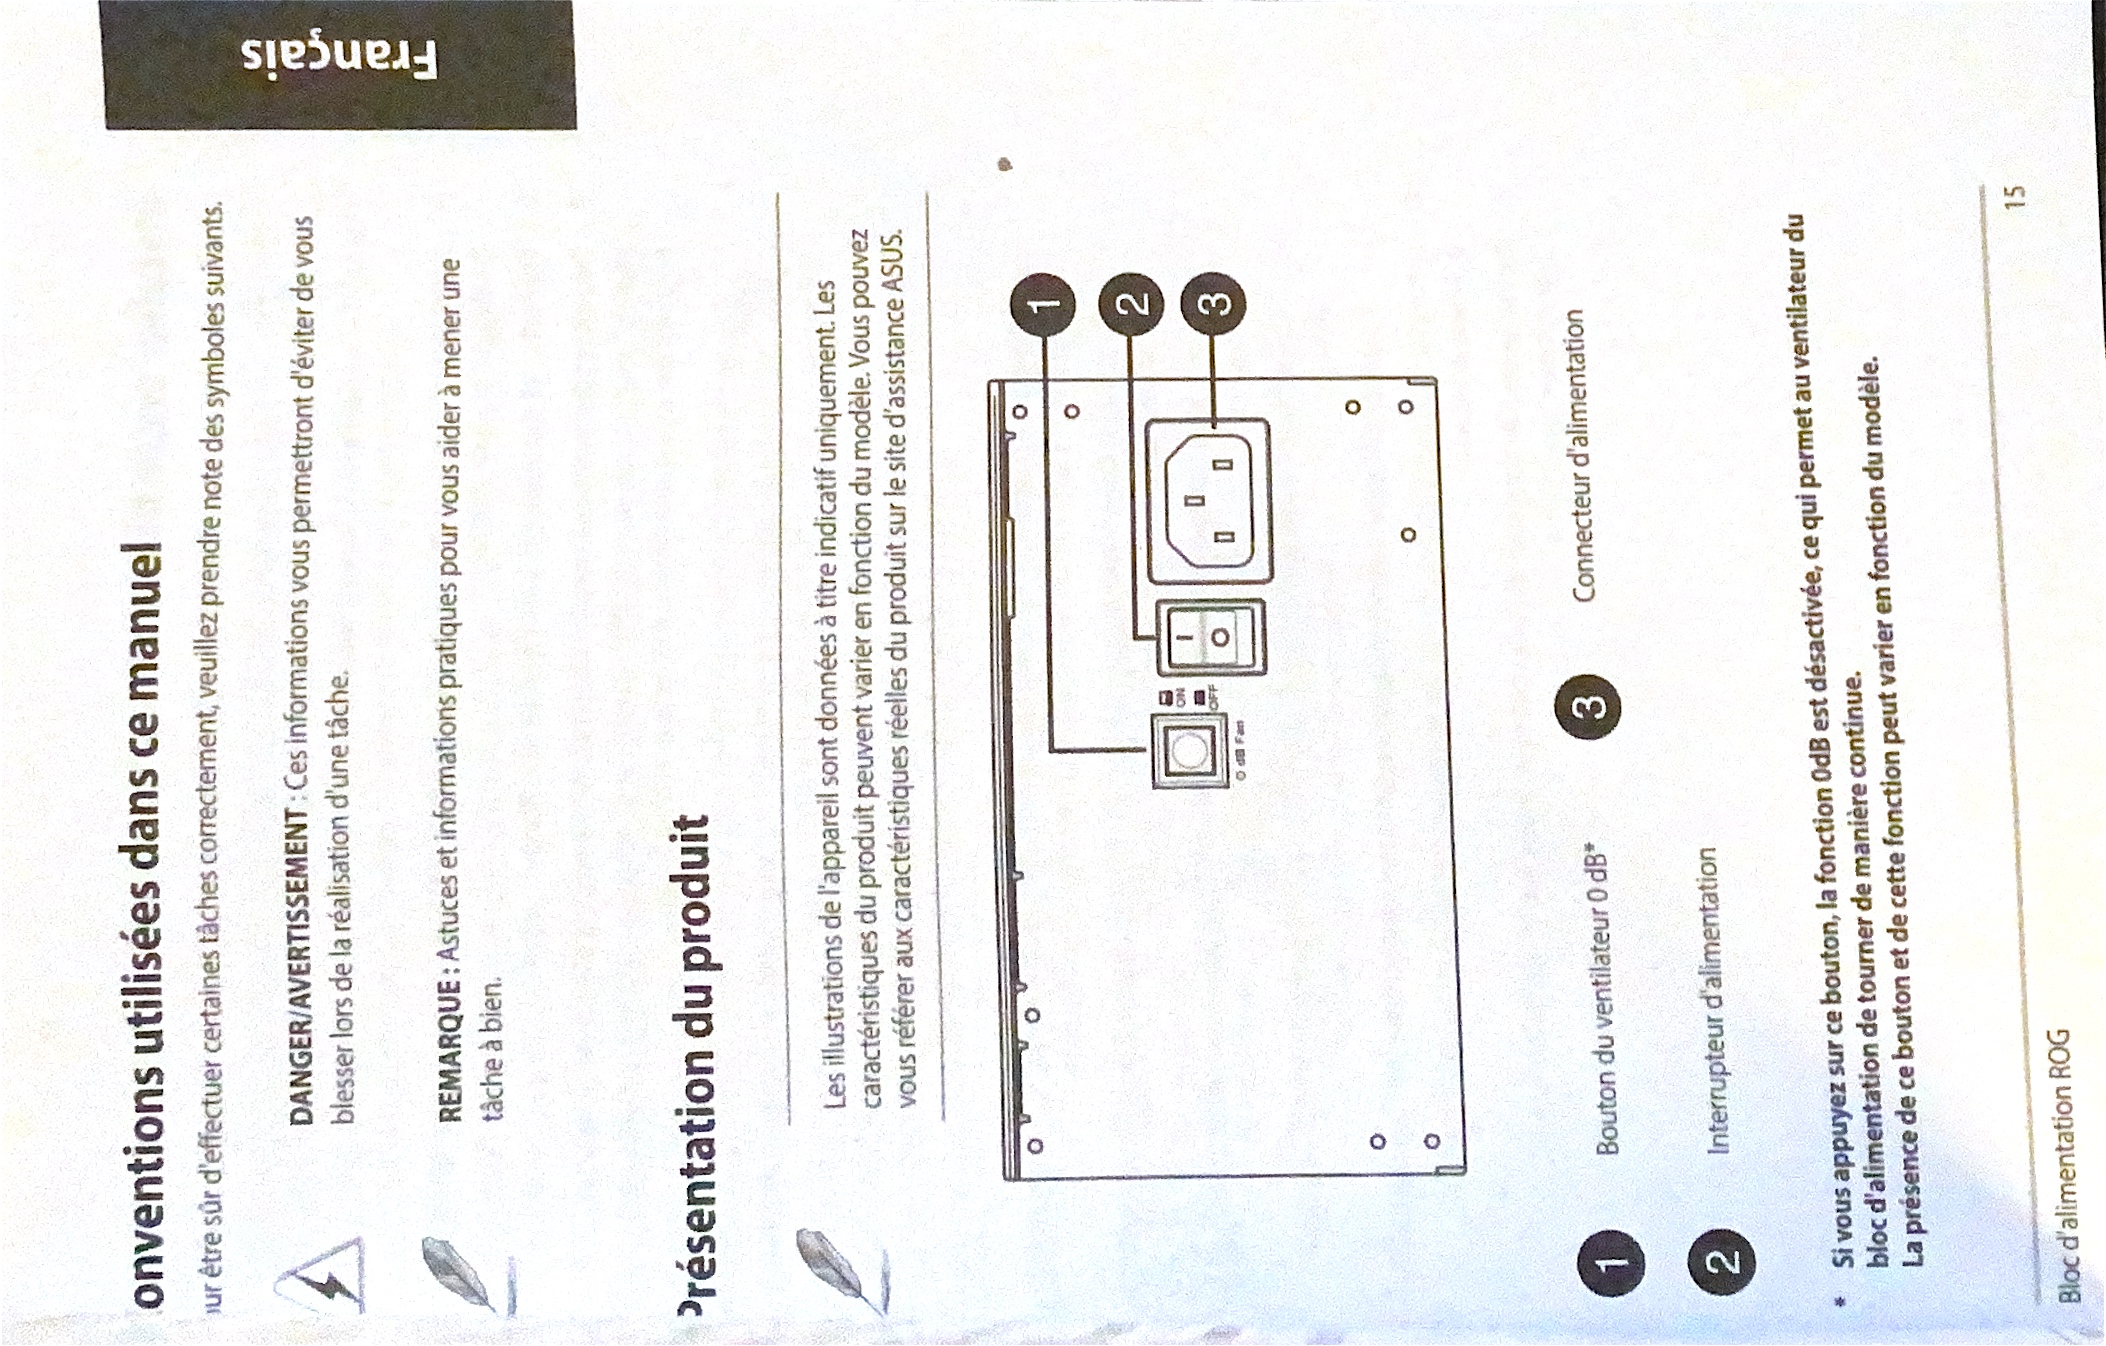 onventions utilisées dans ce manuel
ur être sûr d'effectuer certaines tâches correctement, veuillez prendre note des symboles suivants.
Français
DANGER/AVERTISSEMENT : Ces informations vous permettront d'éviter de vous
blesser lors de la réalisation d'une tâche.
REMARQUE : Astuces et informations pratiques pour vous aider à mener une
tâche à bien.
Présentation du produit
Les illustrations de l'appareil sont données à titre indicatif uniquement. Les
caractéristiques du produit peuvent varier en fonction du modèle. Vous pouvez
vous référer aux caractéristiques réelles du produit sur le site d'assistance ASUS.
1
2
3
ON
OFF
0 dB Fan
I
O
1 Bouton du ventilateur 0 dB*
3 Connecteur d'alimentation
2 Interrupteur d'alimentation
* Si vous appuyez sur ce bouton, la fonction 0dB est désactivée, ce qui permet au ventilateur du
bloc d'alimentation de tourner de manière continue.
La présence de ce bouton et de cette fonction peut varier en fonction du modèle.
15
Bloc d'alimentation ROG